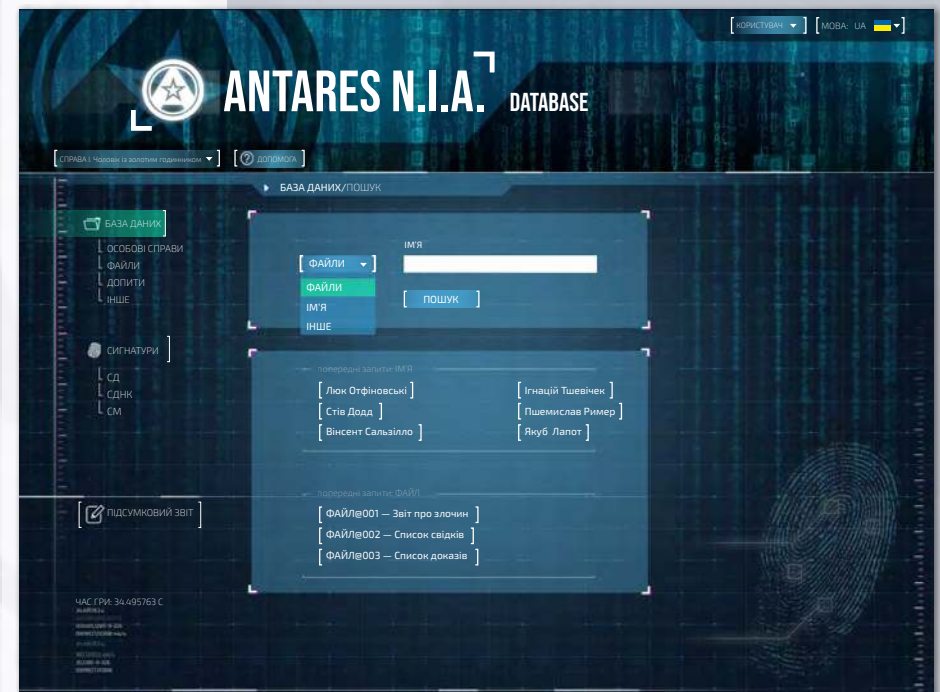 КОРИСТУВАЧ
МОВА: UA
ANTARES N.I.A. DATABASE
СПРАВА I. Чоловік із золотим годинником
ДОПОМОГА
БАЗА ДАНИХ/ПОШУК
БАЗА ДАНИХ
ОСОБОВІ СПРАВИ
ФАЙЛИ
ДОПИТИ
ІНШЕ
СИГНАТУРИ
СД
СДНК
СМ
ПІДСУМКОВИЙ ЗВІТ
ЧАС ГРИ: 34.495763 С
ІМ'Я
ФАЙЛИ
ФАЙЛИ
ІМ'Я
ІНШЕ
ПОШУК
попередні запити: ІМ'Я
Люк Отфіновські
Ігнацій Тшевічек
Стів Додд
Пшемислав Ример
Вінсент Сальзілло
Якуб Лапот
попередні запити: ФАЙЛ
ФАЙЛ@001 — Звіт про злочин
ФАЙЛ@002 — Список свідків
ФАЙЛ@003 — Список доказів